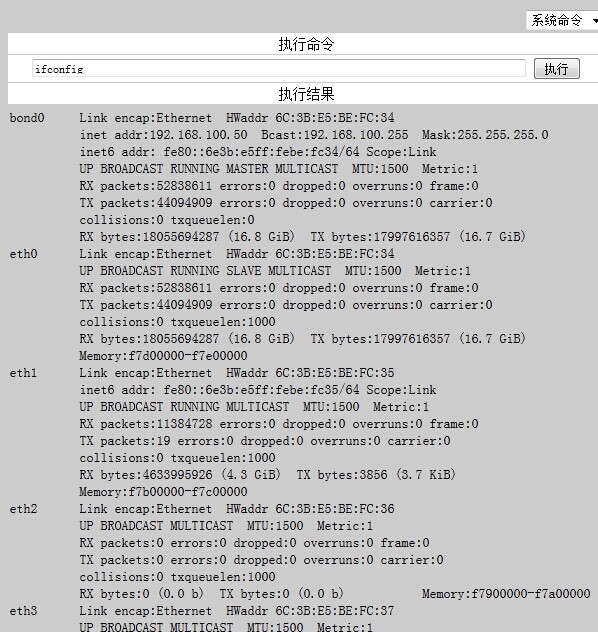 系统命令
执行命令
ifconfig 执行
执行结果
bond0 Link encap:Ethernet HWaddr 6C:3B:E5:BE:FC:34
inet addr:192.168.100.50 Bcast:192.168.100.255 Mask:255.255.255.0
inet6 addr: fe80::6e3b:e5ff:febe:fc34/64 Scope:Link
UP BROADCAST RUNNING MASTER MULTICAST MTU:1500 Metric:1
RX packets:52838611 errors:0 dropped:0 overruns:0 frame:0
TX packets:44094909 errors:0 dropped:0 overruns:0 carrier:0
collisions:0 txqueuelen:0
RX bytes:18055694287 (16.8 GiB) TX bytes:17997616357 (16.7 GiB)
eth0 Link encap:Ethernet HWaddr 6C:3B:E5:BE:FC:34
UP BROADCAST RUNNING SLAVE MULTICAST MTU:1500 Metric:1
RX packets:52838611 errors:0 dropped:0 overruns:0 frame:0
TX packets:44094909 errors:0 dropped:0 overruns:0 carrier:0
collisions:0 txqueuelen:1000
RX bytes:18055694287 (16.8 GiB) TX bytes:17997616357 (16.7 GiB)
Memory:f7d00000-f7e00000
eth1 Link encap:Ethernet HWaddr 6C:3B:E5:BE:FC:35
inet6 addr: fe80::6e3b:e5ff:febe:fc35/64 Scope:Link
UP BROADCAST RUNNING MULTICAST MTU:1500 Metric:1
RX packets:11384728 errors:0 dropped:0 overruns:0 frame:0
TX packets:19 errors:0 dropped:0 overruns:0 carrier:0
collisions:0 txqueuelen:1000
RX bytes:4633995926 (4.3 GiB) TX bytes:3856 (3.7 KiB)
Memory:f7b00000-f7c00000
eth2 Link encap:Ethernet HWaddr 6C:3B:E5:BE:FC:36
UP BROADCAST MULTICAST MTU:1500 Metric:1
RX packets:0 errors:0 dropped:0 overruns:0 frame:0
TX packets:0 errors:0 dropped:0 overruns:0 carrier:0
collisions:0 txqueuelen:1000
RX bytes:0 (0.0 b) TX bytes:0 (0.0 b) Memory:f7900000-f7a00000
eth3 Link encap:Ethernet HWaddr 6C:3B:E5:BE:FC:37
UP BROADCAST MULTICAST MTU:1500 Metric:1